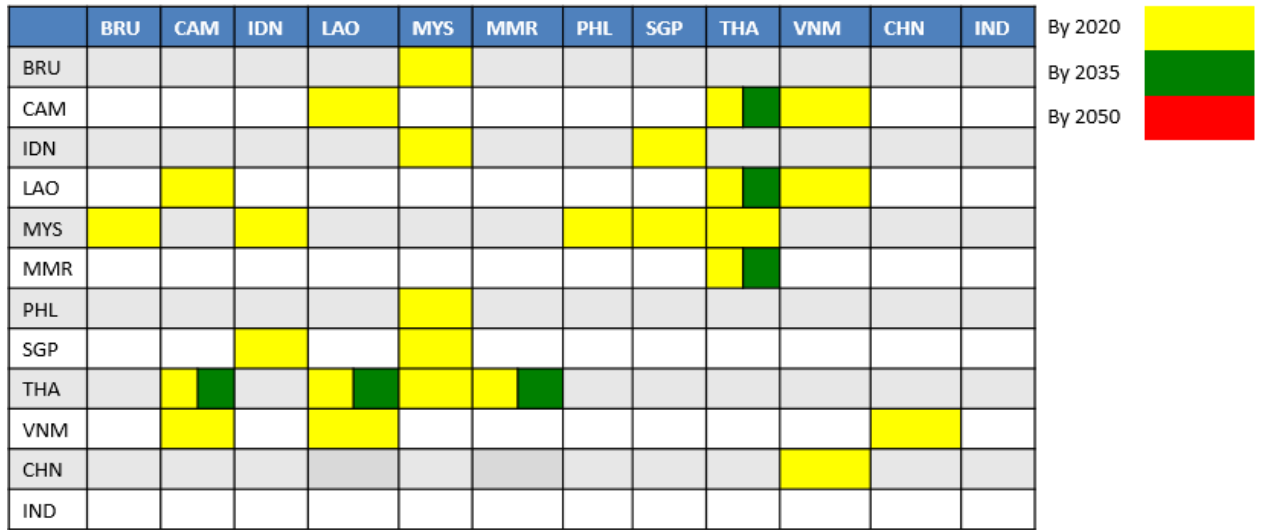 BRU CAM IDN LAO MYS MMR PHL SGP THA VNM CHN IND
BRU
CAM
IDN
LAO
MYS
MMR
PHL
SGP
THA
VNM
CHN
IND
By 2020
By 2035
By 2050